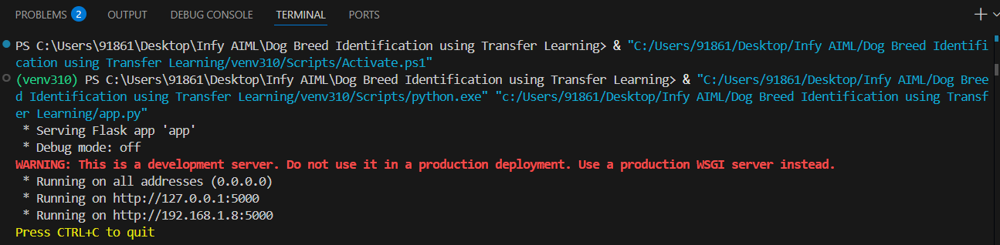 PROBLEMS 2 OUTPUT DEBUG CONSOLE TERMINAL PORTS
PS C:\Users\91861\Desktop\Infy AIML\Dog Breed Identification using Transfer Learning> & "C:/Users/91861/Desktop/Infy AIML/Dog Breed Identifi
cation using Transfer Learning/venv310/Scripts/Activate.ps1"
(venv310) PS C:\Users\91861\Desktop\Infy AIML\Dog Breed Identification using Transfer Learning> & "C:/Users/91861/Desktop/Infy AIML/Dog Bree
d Identification using Transfer Learning/venv310/Scripts/python.exe" "c:/Users/91861/Desktop/Infy AIML/Dog Breed Identification using Transf
er Learning/app.py"
 * Serving Flask app 'app'
 * Debug mode: off
WARNING: This is a development server. Do not use it in a production deployment. Use a production WSGI server instead.
 * Running on all addresses (0.0.0.0)
 * Running on http://127.0.0.1:5000
 * Running on http://192.168.1.8:5000
Press CTRL+C to quit